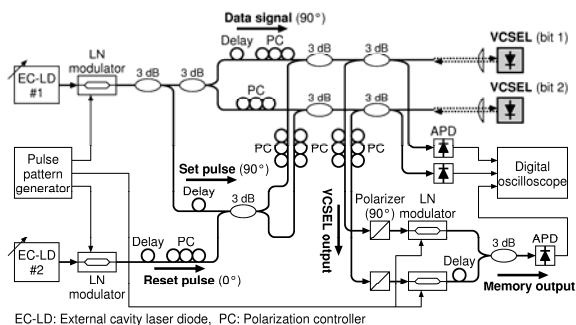 Data signal (90°)
Delay PC
3 dB
3 dB
VCSEL (bit 1)
LN
modulator
3 dB
3 dB
EC-LD
#1
PC
3 dB
3 dB
VCSEL (bit 2)
APD
PC
PC
PC
PC
Pulse
pattern
generator
Set pulse (90°)
Delay
Digital
oscilloscope
3 dB
VCSEL output
Polarizer
(90°)
LN
modulator
EC-LD
#2
LN
modulator
Delay PC
Reset pulse (0°)
3 dB
APD
Delay
Memory output
EC-LD: External cavity laser diode, PC: Polarization controller